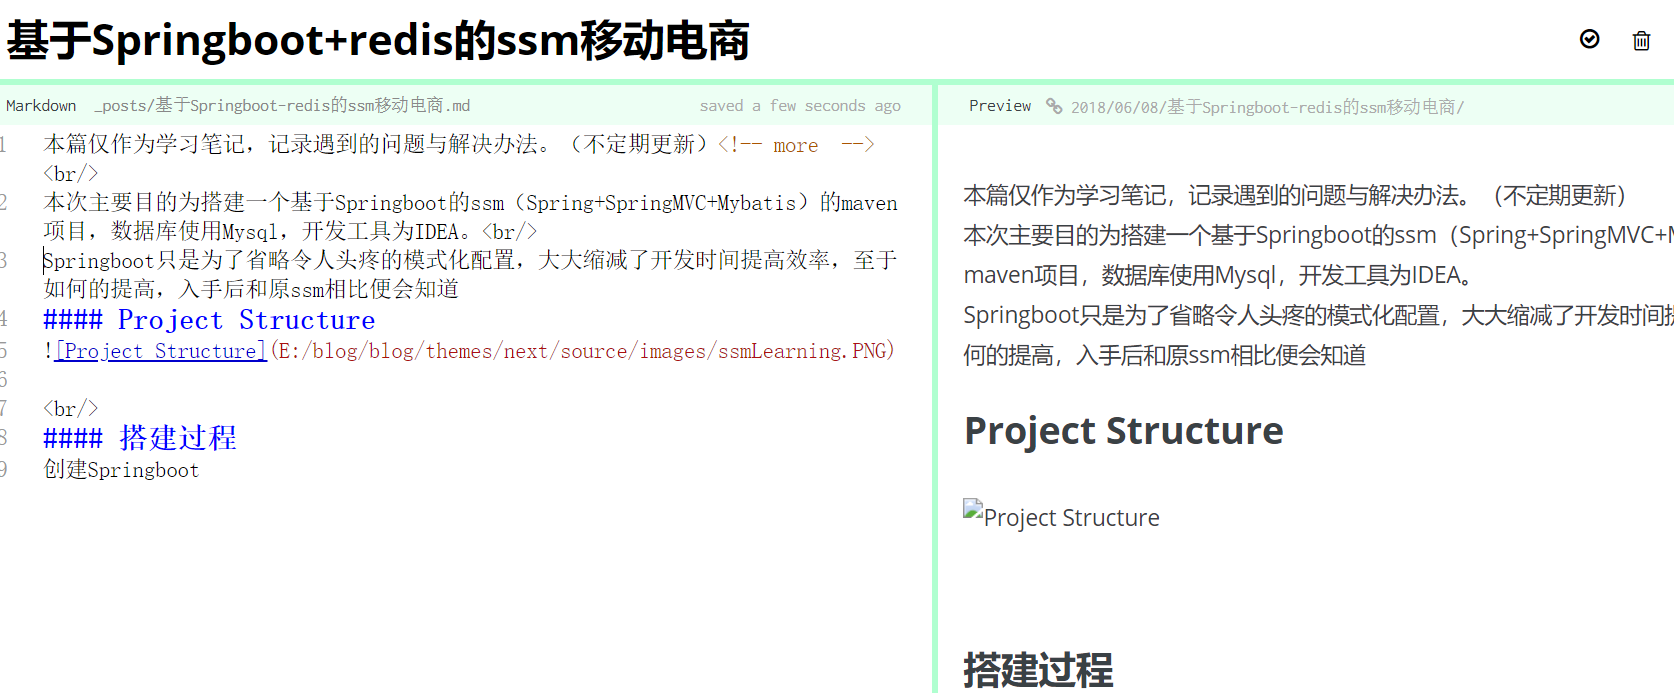 基于Springboot+redis的ssm移动电商
Markdown _posts/基于Springboot-redis的ssm移动电商.md saved a few seconds ago
1 本篇仅作为学习笔记，记录遇到的问题与解决办法。（不定期更新）<!-- more  -->
<br/>
2 本次主要目的为搭建一个基于Springboot的ssm（Spring+SpringMVC+Mybatis）的maven
项目，数据库使用Mysql，开发工具为IDEA。<br/>
3 Springboot只是为了省略令人头疼的模式化配置，大大缩减了开发时间提高效率，至于
如何的提高，入手后和原ssm相比便会知道
4 #### Project Structure
5 ![Project Structure](E:/blog/blog/themes/next/source/images/ssmLearning.PNG)
6
7 <br/>
8 #### 搭建过程
9 创建Springboot
Preview 2018/06/08/基于Springboot-redis的ssm移动电商/
本篇仅作为学习笔记，记录遇到的问题与解决办法。（不定期更新）
本次主要目的为搭建一个基于Springboot的ssm（Spring+SpringMVC+
maven项目，数据库使用Mysql，开发工具为IDEA。
Springboot只是为了省略令人头疼的模式化配置，大大缩减了开发时间
何的提高，入手后和原ssm相比便会知道
Project Structure
Project Structure
搭建过程